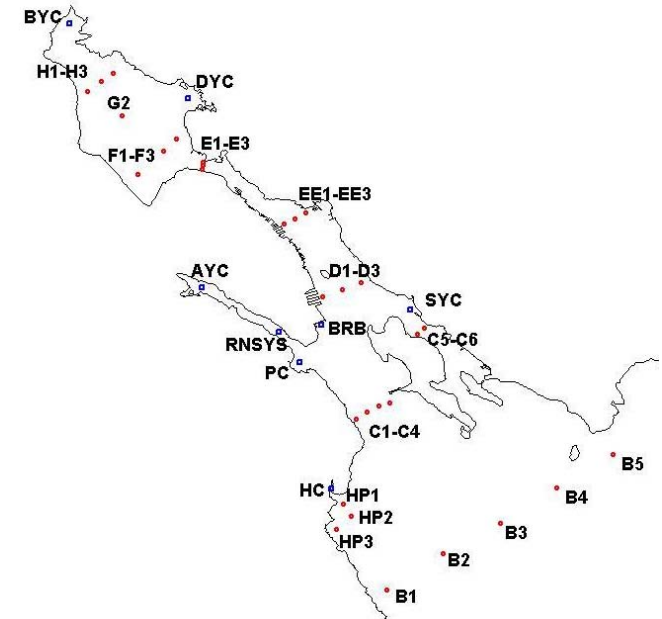 BYC
H1-H3
DYC
G2
E1-E3
F1-F3
EE1-EE3
AYC
D1-D3
SYC
BRB
RNSYS
C5-C6
PC
C1-C4
B5
HC
HP1
B4
HP2
B3
HP3
B2
B1